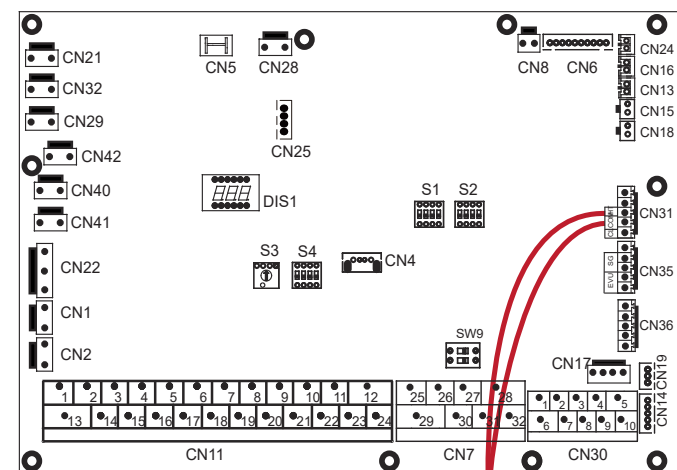 CN21
CN32
CN29
CN42
CN40
CN41
CN22
CN1
CN2
CN5
CN28
CN25
DIS1
CN8
CN6
CN24
CN16
CN13
CN15
CN18
S1
S2
S3
S4
CN4
CN31
SG
EVU
CN35
CN36
SW9
CN17
CN19
CN14
1 2 3 4 5 6 7 8 9 10 11 12
13 14 15 16 17 18 19 20 21 22 23 24
CN11
25 26 27 28
29 30 31 32
CN7
1 2 3 4 5
6 7 8 9 10
CN30